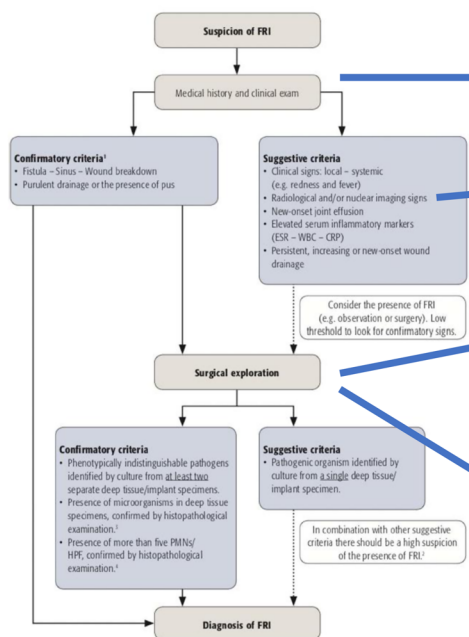 Suspicion of FRI
Medical history and clinical exam
Confirmatory criteria¹
• Fistula – Sinus – Wound breakdown
• Purulent drainage or the presence of pus
Suggestive criteria
• Clinical signs: local – systemic
(e.g. redness and fever)
• Radiological and/or nuclear imaging signs
• New-onset joint effusion
• Elevated serum inflammatory markers
(ESR – WBC – CRP)
• Persistent, increasing or new-onset wound
drainage
Consider the presence of FRI
(e.g. observation or surgery). Low
threshold to look for confirmatory signs.
Surgical exploration
Confirmatory criteria
• Phenotypically indistinguishable pathogens
identified by culture from at least two
separate deep tissue/implant specimens.
• Presence of microorganisms in deep tissue
specimens, confirmed by histopathological
examination.³
• Presence of more than five PMNs/
HPF, confirmed by histopathological
examination.⁴
Suggestive criteria
• Pathogenic organism identified by
culture from a single deep tissue/
implant specimen.
In combination with other suggestive
criteria there should be a high suspicion
of the presence of FRI.²
Diagnosis of FRI